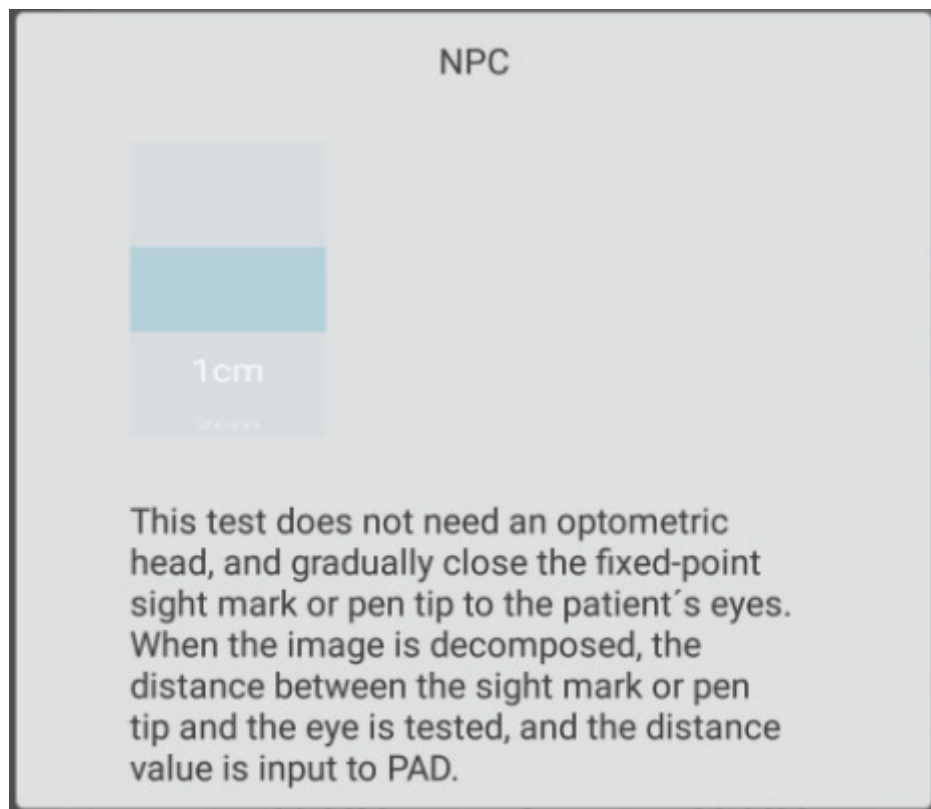 NPC
1cm
This test does not need an optometric
head, and gradually close the fixed-point
sight mark or pen tip to the patient´s eyes.
When the image is decomposed, the
distance between the sight mark or pen
tip and the eye is tested, and the distance
value is input to PAD.